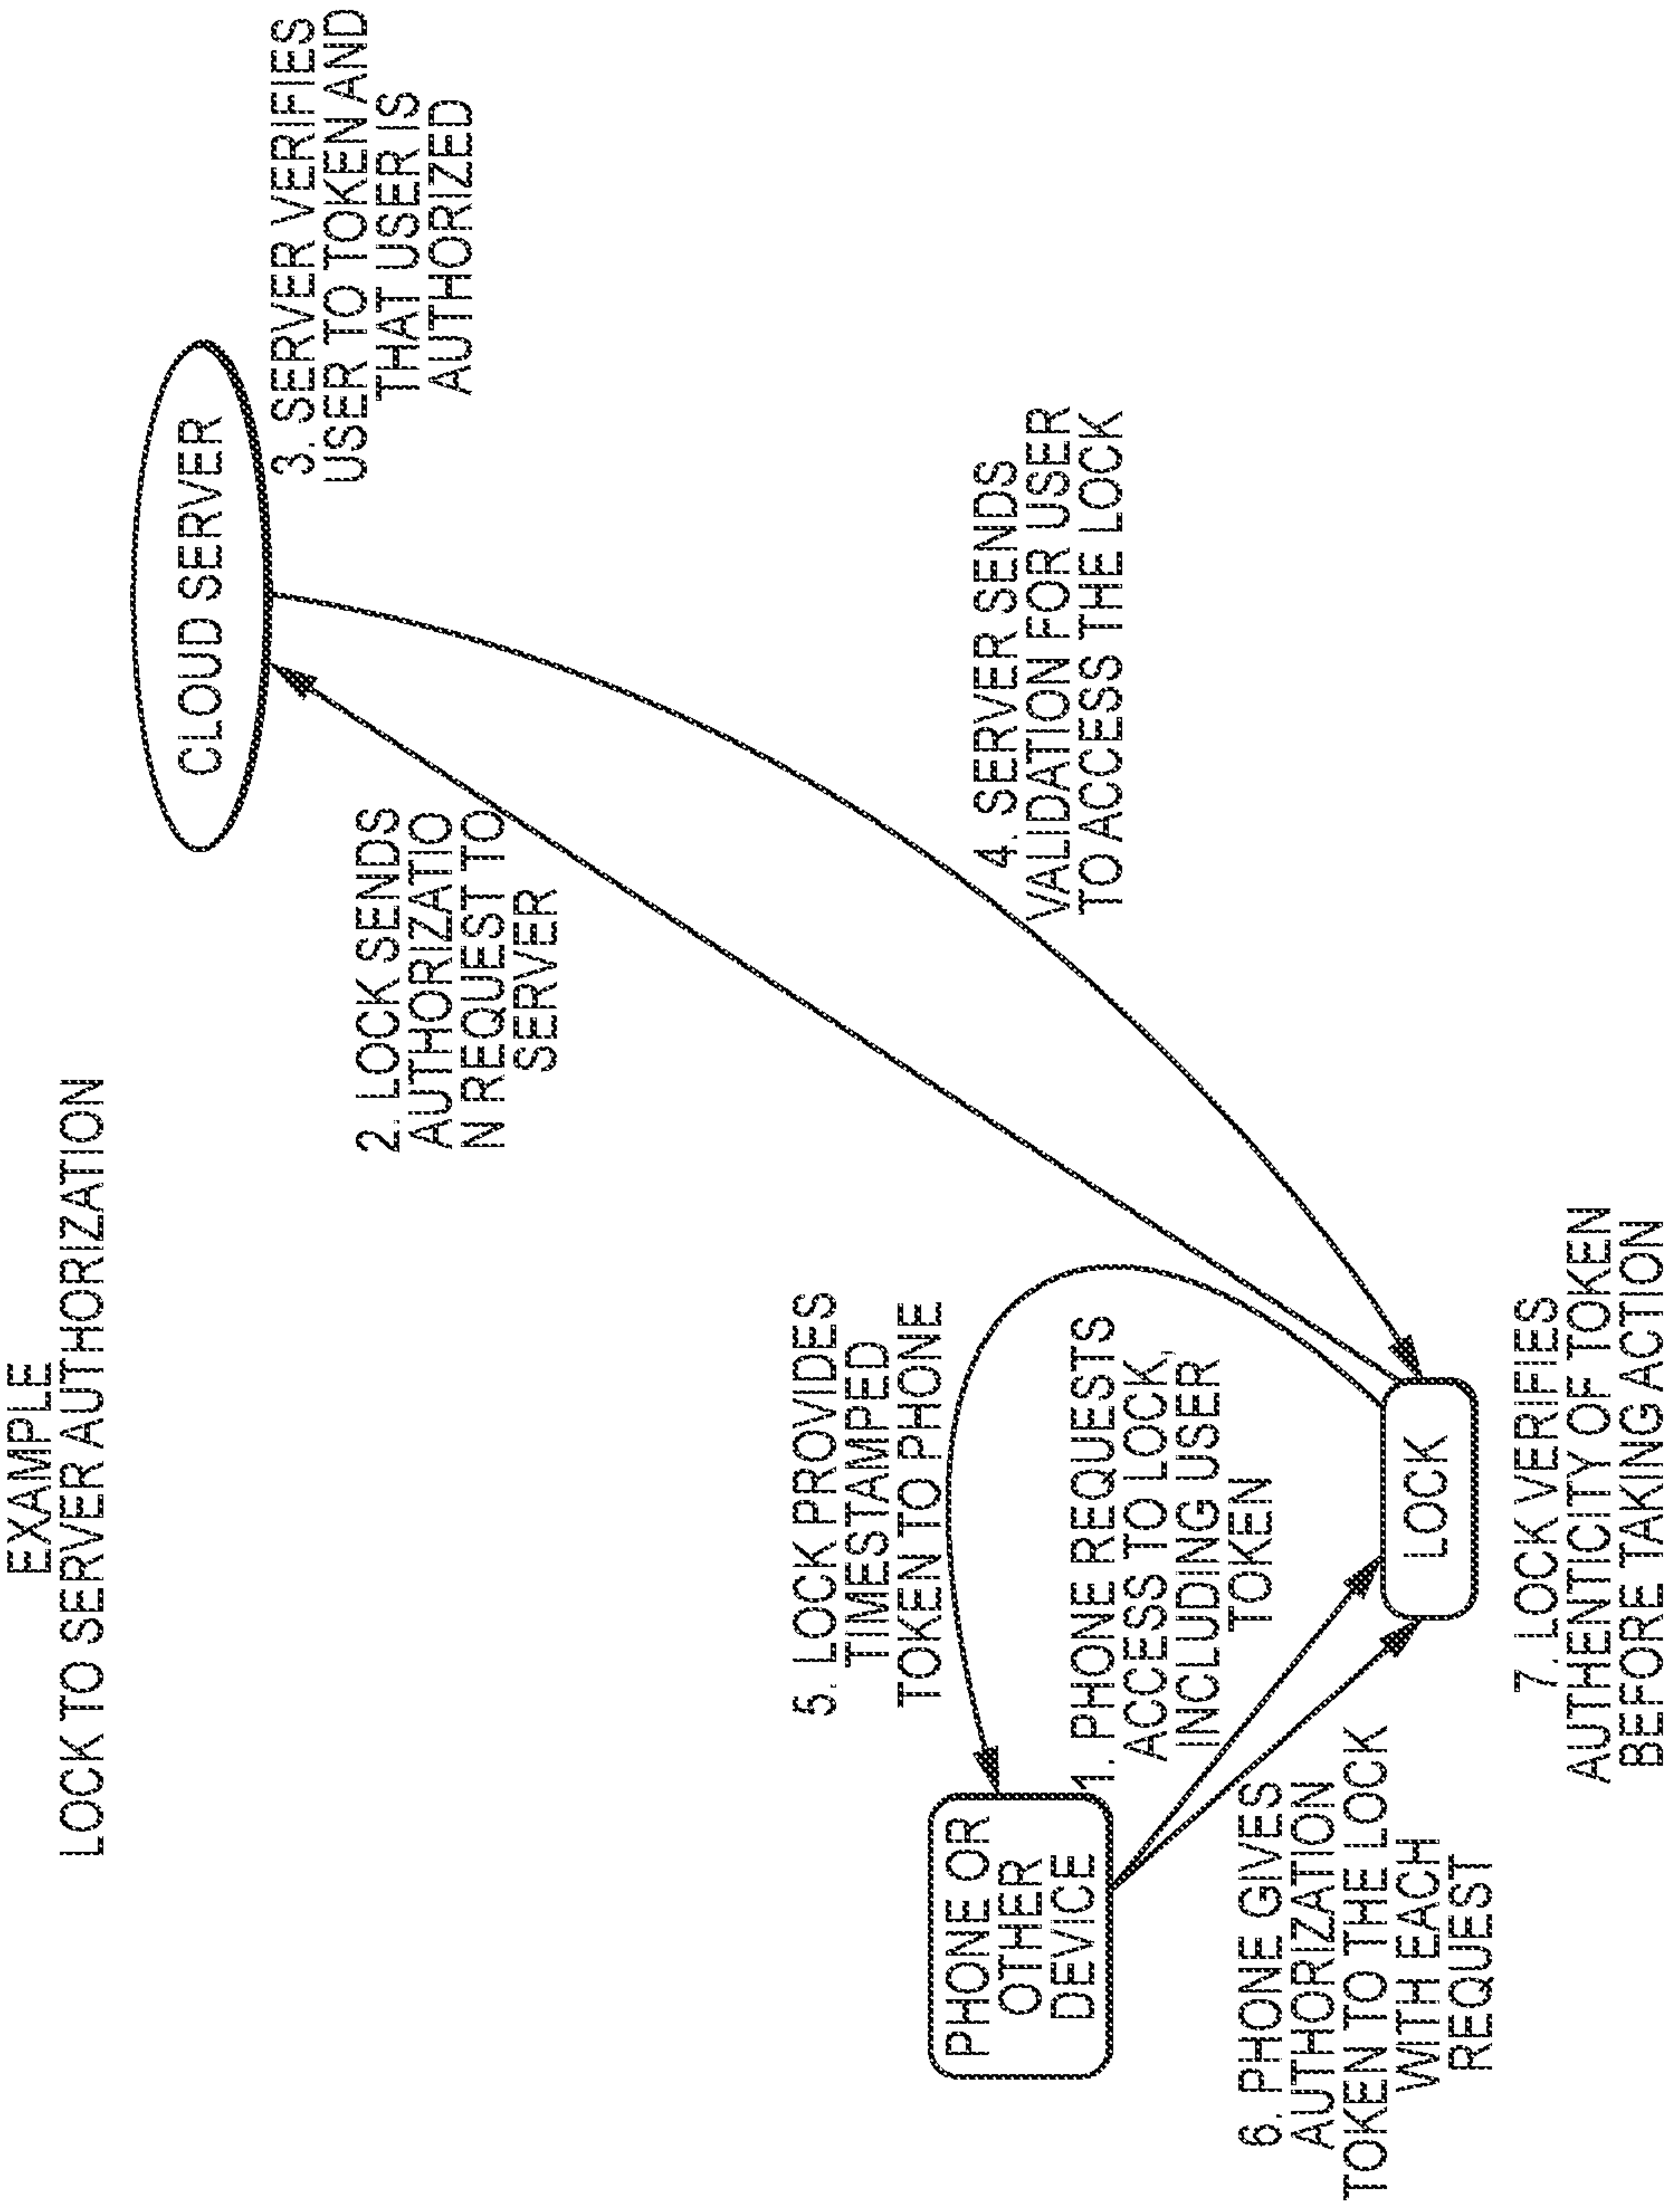 EXAMPLE
LOCK TO SERVER AUTHORIZATION
CLOUD SERVER
3. SERVER VERIFIES
USER TO TOKEN AND
THAT USER IS
AUTHORIZED
2. LOCK SENDS
AUTHORIZATIO
N REQUEST TO
SERVER
4. SERVER SENDS
VALIDATION FOR USER
TO ACCESS THE LOCK
5. LOCK PROVIDES
TIMESTAMPED
TOKEN TO PHONE
PHONE OR
OTHER
DEVICE
1. PHONE REQUESTS
ACCESS TO LOCK,
INCLUDING USER
TOKEN
6. PHONE GIVES
AUTHORIZATION
TOKEN TO THE LOCK
WITH EACH
REQUEST
LOCK
7. LOCK VERIFIES
AUTHENTICITY OF TOKEN
BEFORE TAKING ACTION